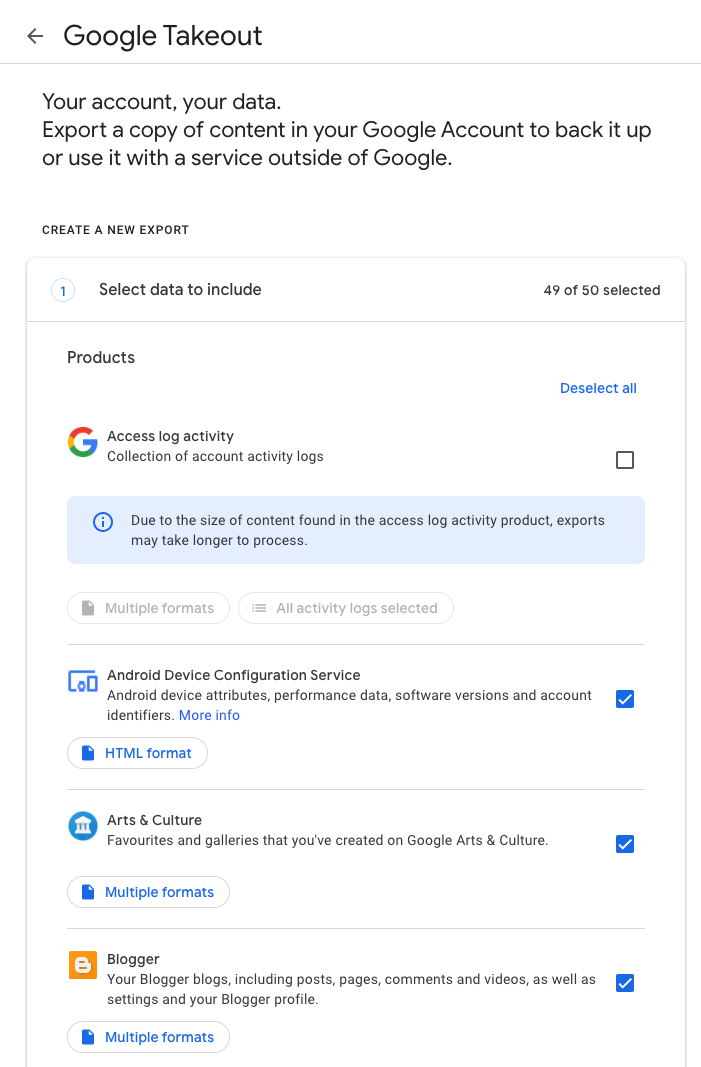 Google Takeout
Your account, your data.
Export a copy of content in your Google Account to back it up
or use it with a service outside of Google.
CREATE A NEW EXPORT
1 Select data to include 49 of 50 selected
Products
Deselect all
Access log activity
Collection of account activity logs
Due to the size of content found in the access log activity product, exports
may take longer to process.
Multiple formats All activity logs selected
Android Device Configuration Service
Android device attributes, performance data, software versions and account
identifiers. More info
HTML format
Arts & Culture
Favourites and galleries that you've created on Google Arts & Culture.
Multiple formats
Blogger
Your Blogger blogs, including posts, pages, comments and videos, as well as
settings and your Blogger profile.
Multiple formats